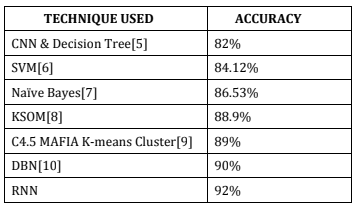 TECHNIQUE USED ACCURACY
CNN & Decision Tree[5] 82%
SVM[6] 84.12%
Naïve Bayes[7] 86.53%
KSOM[8] 88.9%
C4.5 MAFIA K-means Cluster[9] 89%
DBN[10] 90%
RNN 92%